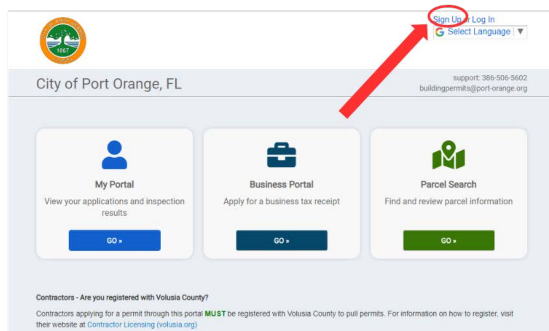 Sign Up or Log In
G Select Language ▼
1867
City of Port Orange, FL
support: 386-506-5602
buildingpermits@port-orange.org
My Portal
View your applications and inspection
results
GO »
Business Portal
Apply for a business tax receipt
GO »
Parcel Search
Find and review parcel information
GO »
Contractors - Are you registered with Volusia County?
Contractors applying for a permit through this portal MUST be registered with Volusia County to pull permits. For information on how to register, visit
their website at Contractor Licensing (volusia.org)